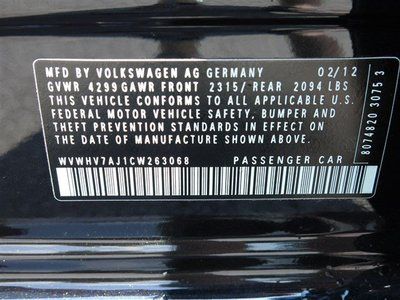 MFD BY VOLKSWAGEN AG GERMANY 02/12
GVWR 4299 GAWR FRONT 2315/ REAR 2094 LBS
THIS VEHICLE CONFORMS TO ALL APPLICABLE U.S.
FEDERAL MOTOR VEHICLE SAFETY, BUMPER AND
THEFT PREVENTION STANDARDS IN EFFECT ON
THE DATE OF MANUFACTURE SHOWN ABOVE.
WVWHV7AJ1CW263068 PASSENGER CAR
8074820 3075 3